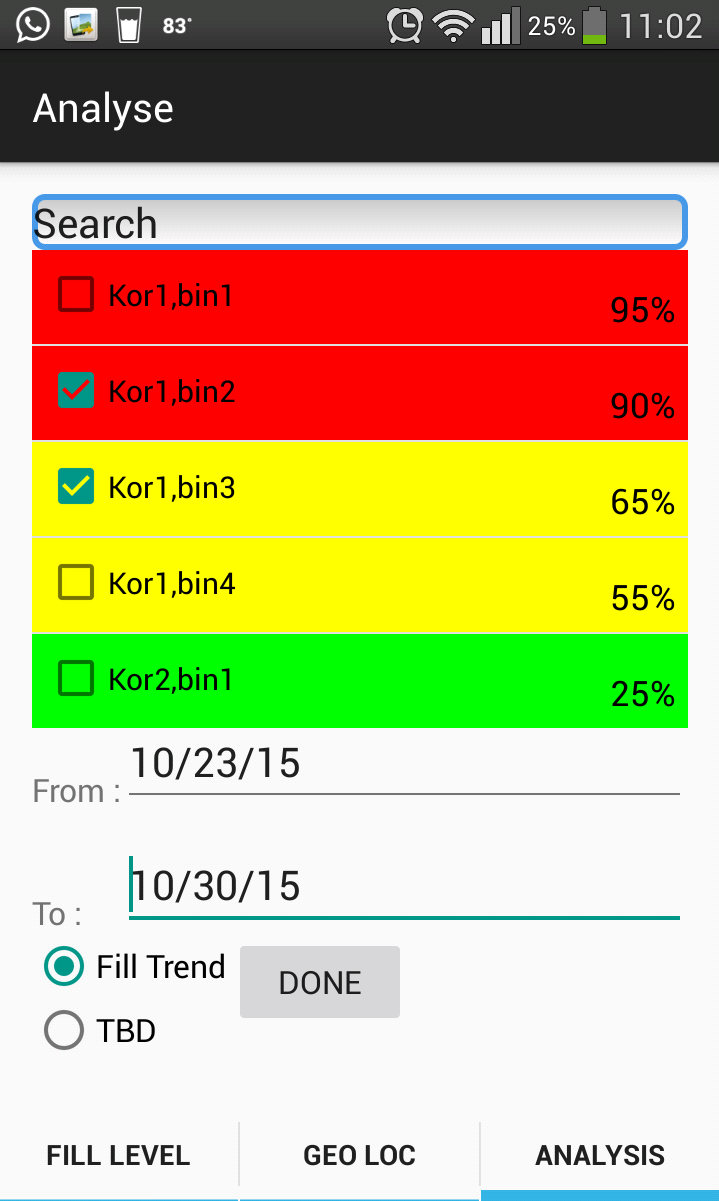 83° 25% 11:02
Analyse
Search
Kor1,bin1 95%
Kor1,bin2 90%
Kor1,bin3 65%
Kor1,bin4 55%
Kor2,bin1 25%
From : 10/23/15
To : 10/30/15
Fill Trend DONE
TBD
FILL LEVEL GEO LOC ANALYSIS